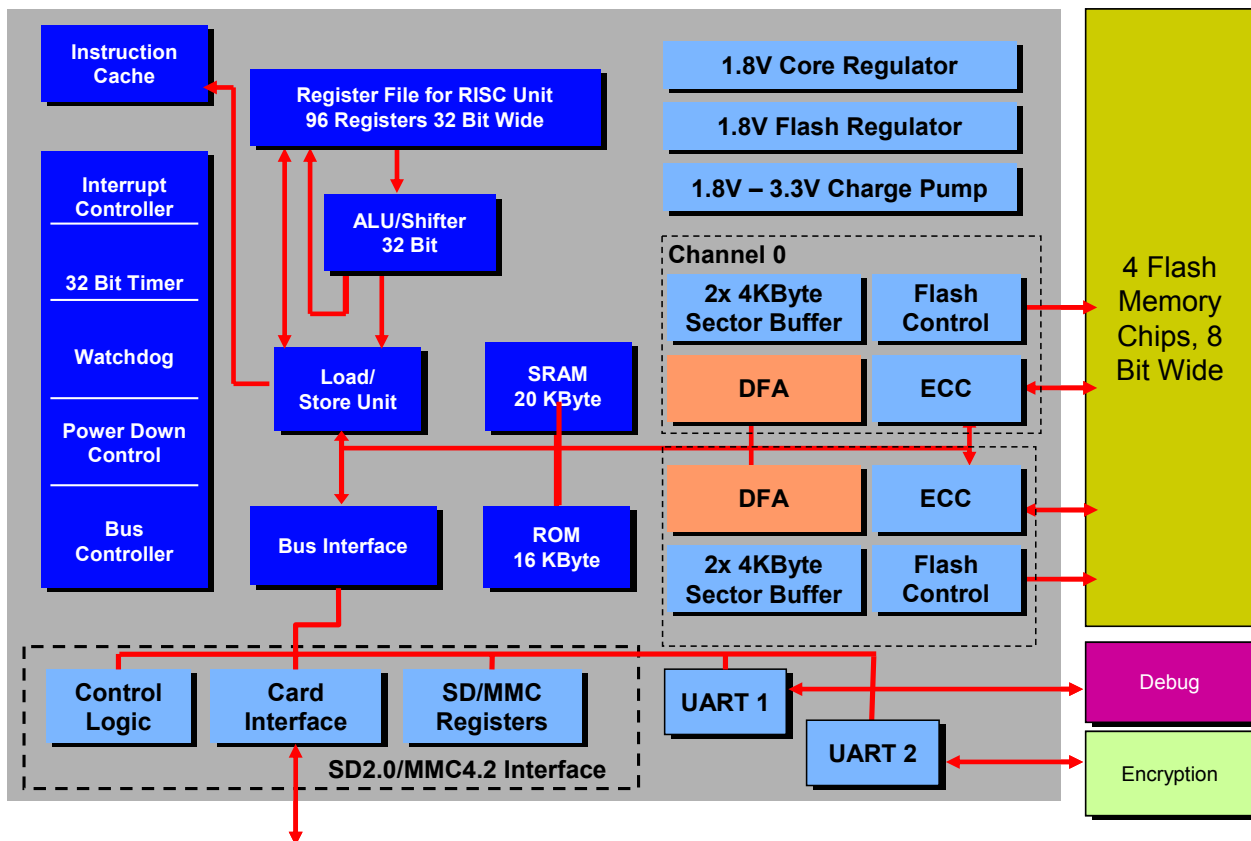 Instruction
Cache
Register File for RISC Unit
96 Registers 32 Bit Wide
1.8V Core Regulator
1.8V Flash Regulator
1.8V – 3.3V Charge Pump
Interrupt
Controller
32 Bit Timer
Watchdog
Power Down
Control
Bus
Controller
ALU/Shifter
32 Bit
Load/
Store Unit
SRAM
20 KByte
Bus Interface
ROM
16 KByte
Channel 0
2x 4KByte
Sector Buffer
Flash
Control
DFA
ECC
DFA
ECC
2x 4KByte
Sector Buffer
Flash
Control
4 Flash
Memory
Chips, 8
Bit Wide
Control
Logic
Card
Interface
SD/MMC
Registers
SD2.0/MMC4.2 Interface
UART 1
UART 2
Debug
Encryption